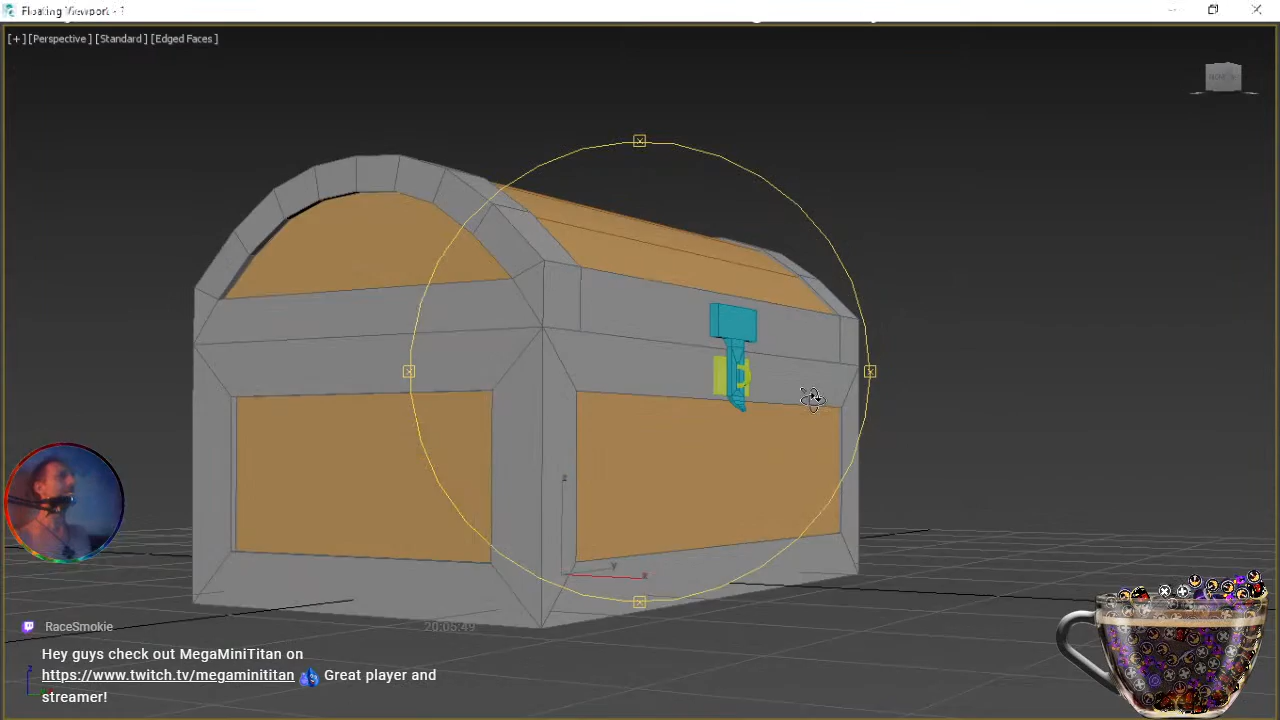 Floating Viewport - 1
[+] [Perspective] [Standard] [Edged Faces]
z
y
x
20:05:49
RaceSmokie
Hey guys check out MegaMiniTitan on
https://www.twitch.tv/megaminititan Great player and
streamer!